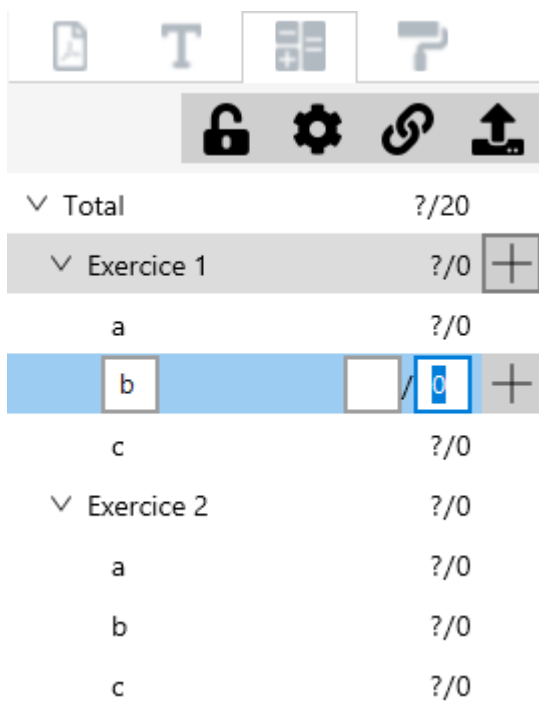 T
Total ?/20
Exercice 1 ?/0
a ?/0
b /0
c ?/0
Exercice 2 ?/0
a ?/0
b ?/0
c ?/0